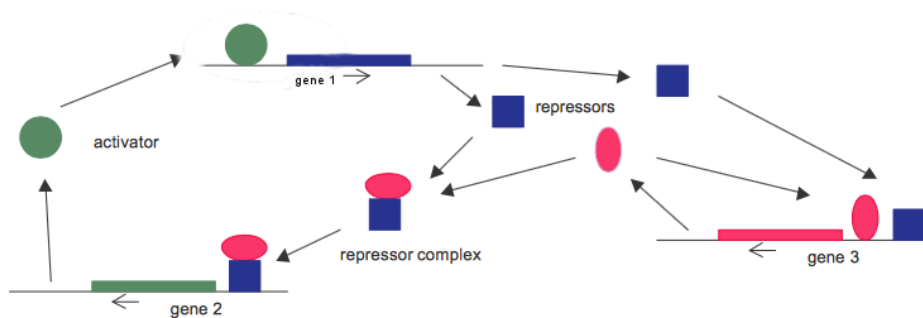 gene 1
repressors
activator
repressor complex
gene 3
gene 2